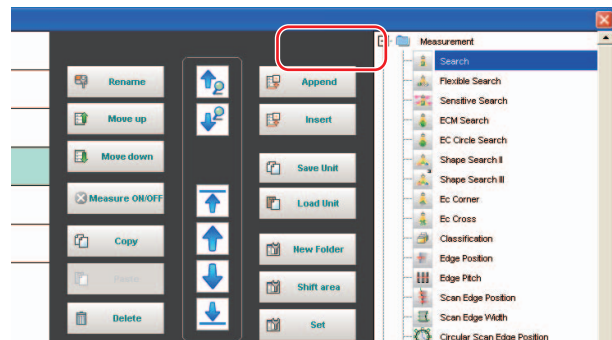 Measurement
Search
Rename
Append
Flexible Search
Sensitive Search
Move up
Insert
ECM Search
EC Circle Search
Move down
Save Unit
Shape Search II
Shape Search III
Measure ON/OFF
Load Unit
Ec Corner
Ec Cross
Copy
New Folder
Classification
Edge Position
Paste
Shift area
Edge Pitch
Scan Edge Position
Delete
Set
Scan Edge Width
Circular Scan Edge Position